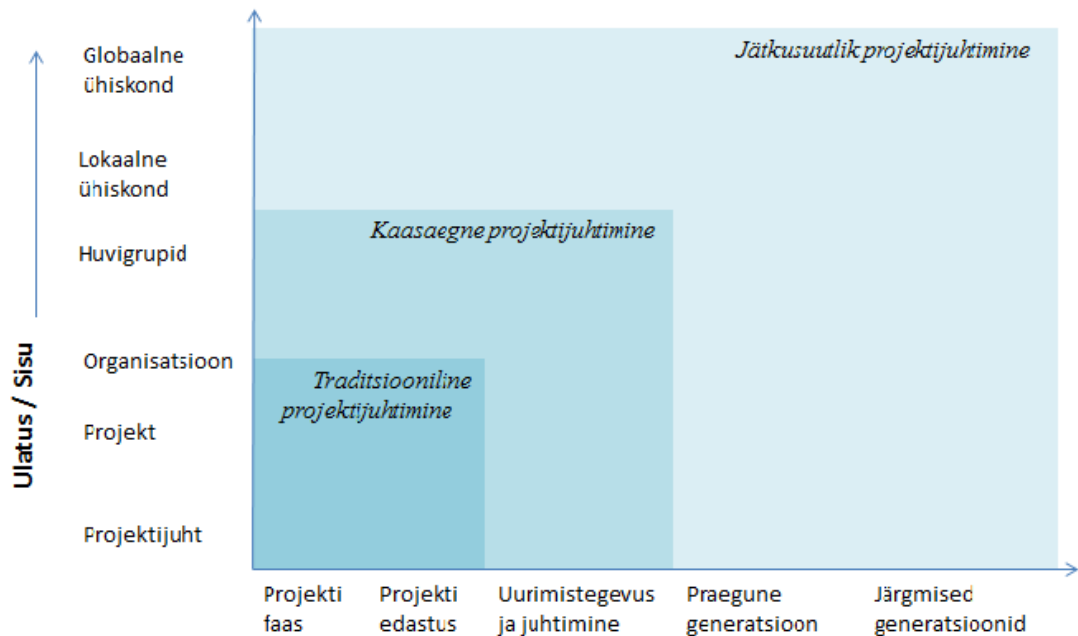 Globaalne
ühiskond
Lokaalne
ühiskond
Huvigrupid
Organisatsioon
Projekt
Projektijuht
Ulatus / Sisu
Jätkusuutlik projektijuhtimine
Kaasaegne projektijuhtimine
Traditsiooniline
projektijuhtimine
Projekti
faas
Projekti
edastus
Uurimistegevus
ja juhtimine
Praegune
generatsioon
Järgmised
generatsioonid